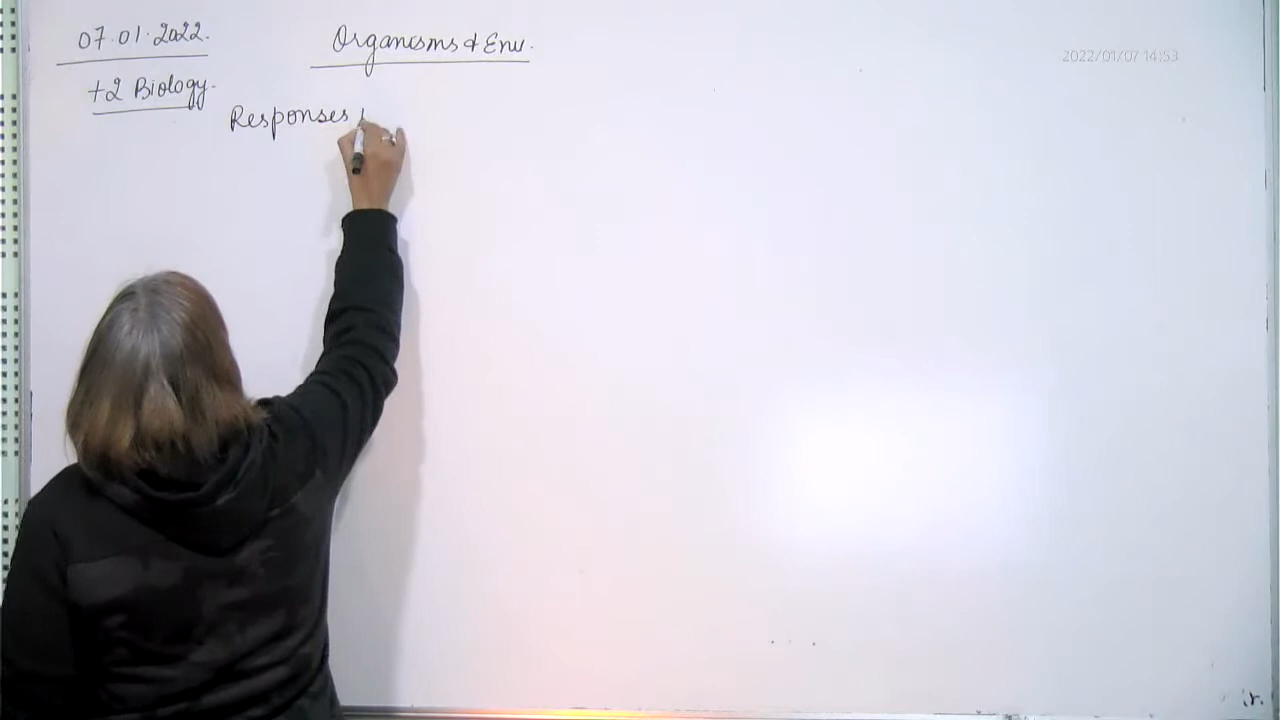 07.01.2022.
Organisms & Env.
2022/01/07 14:53
+2 Biology.
Responses